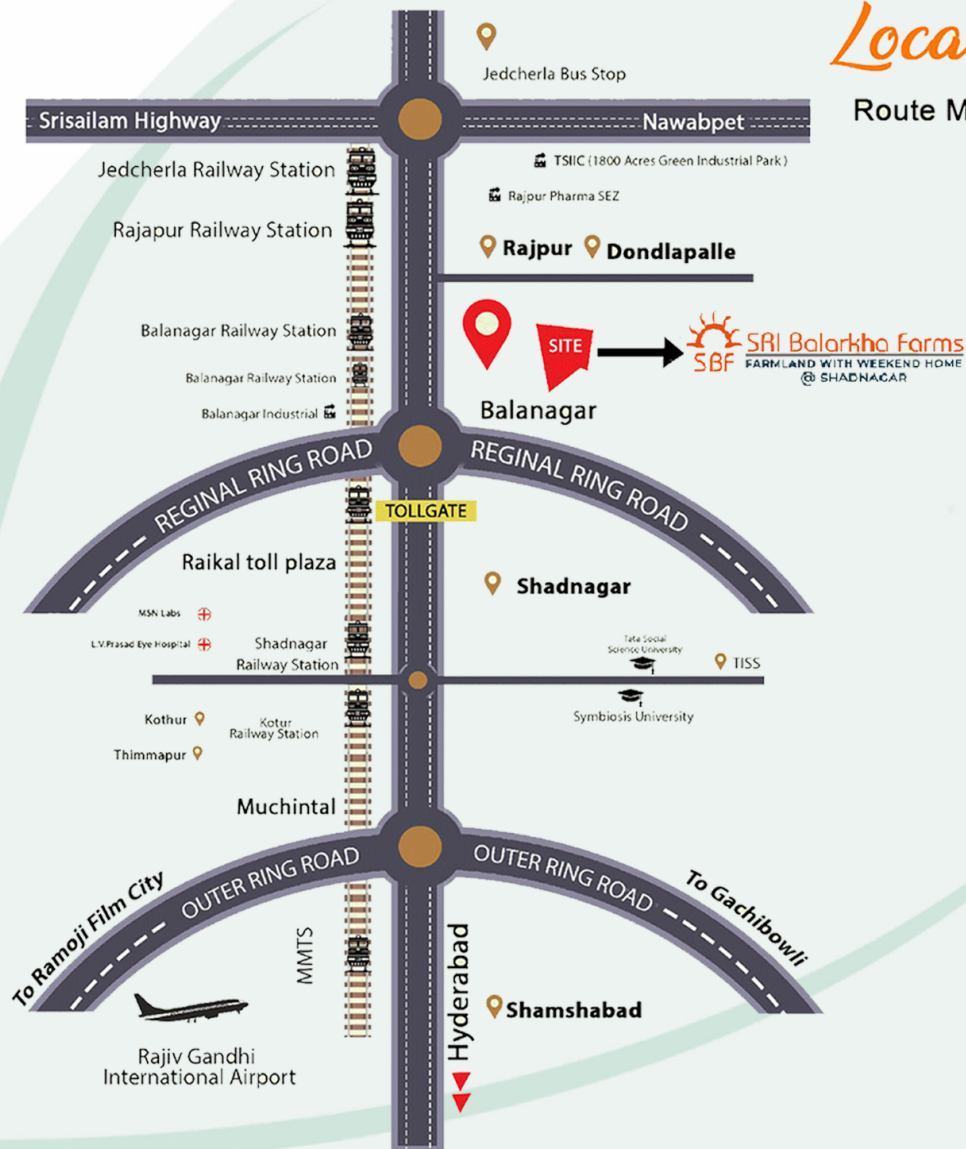 Loca
Route M
Jedcherla Bus Stop
Srisailam Highway
Nawabpet
Jedcherla Railway Station
TSIIC (1800 Acres Green Industrial Park)
Rajpur Pharma SEZ
Rajapur Railway Station
Rajpur
Dondlapalle
Balanagar Railway Station
SITE
SRI Balarkha Farms
SBF
FARMLAND WITH WEEKEND HOME
@ SHADNAGAR
Balanagar Railway Station
Balanagar Industrial
Balanagar
REGINAL RING ROAD
REGINAL RING ROAD
TOLLGATE
Raikal toll plaza
Shadnagar
MSN Labs
L.V.Prasad Eye Hospital
Shadnagar
Railway Station
Tata Social
Science University
TISS
Kothur
Kotur
Railway Station
Symbiosis University
Thimmapur
Muchintal
OUTER RING ROAD
OUTER RING ROAD
To Ramoji Film City
To Gachibowli
MMTS
Hyderabad
Shamshabad
Rajiv Gandhi
International Airport